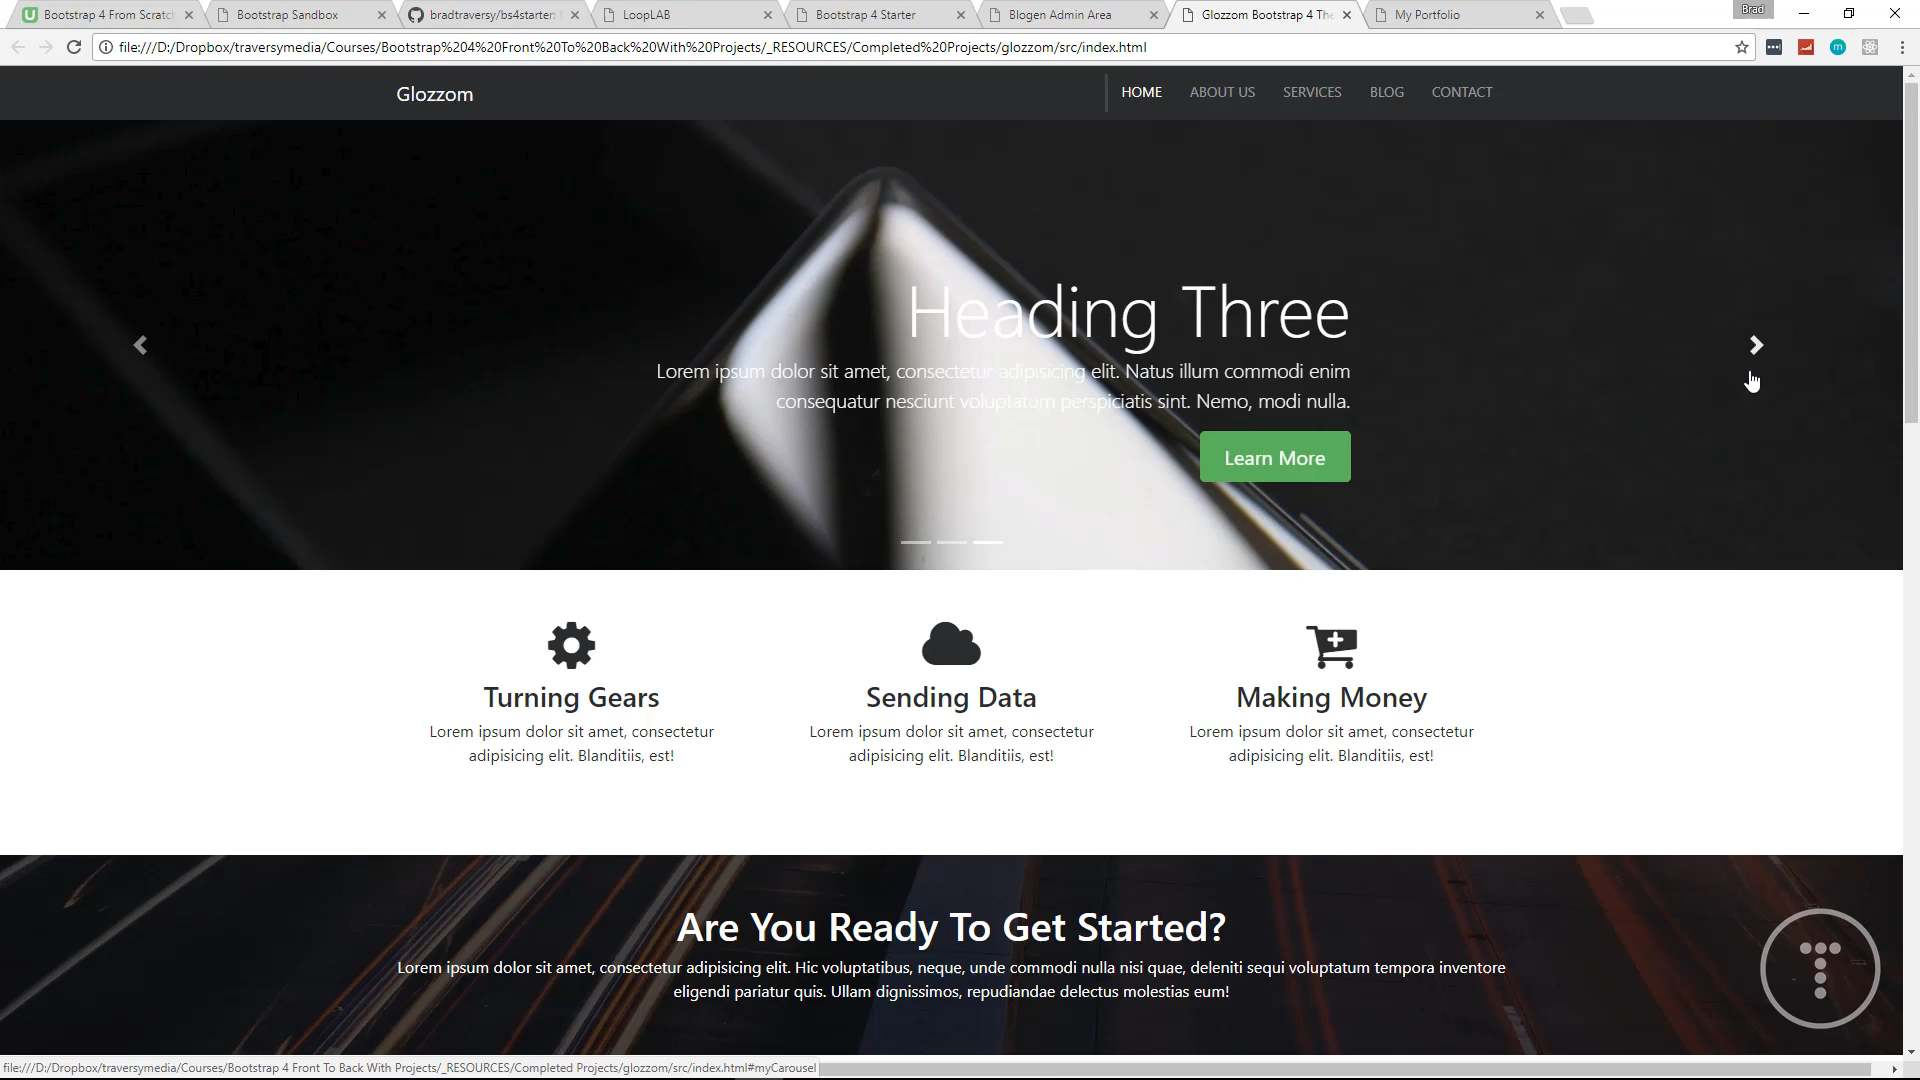 Bootstrap 4 From Scratch
Bootstrap Sandbox
bradtraversy/bs4starter:
LoopLAB
Bootstrap 4 Starter
Blogen Admin Area
Glozzom Bootstrap 4 The
My Portfolio
Brad
file:///D:/Dropbox/traversymedia/Courses/Bootstrap%204%20Front%20To%20Back%20With%20Projects/_RESOURCES/Completed%20Projects/glozzom/src/index.html
Glozzom
HOME
ABOUT US
SERVICES
BLOG
CONTACT
Heading Three
Lorem ipsum dolor sit amet, consectetur adipisicing elit. Natus illum commodi enim
consequatur nesciunt voluptatum perspiciatis sint. Nemo, modi nulla.
Learn More
Turning Gears
Lorem ipsum dolor sit amet, consectetur
adipisicing elit. Blanditiis, est!
Sending Data
Lorem ipsum dolor sit amet, consectetur
adipisicing elit. Blanditiis, est!
Making Money
Lorem ipsum dolor sit amet, consectetur
adipisicing elit. Blanditiis, est!
Are You Ready To Get Started?
Lorem ipsum dolor sit amet, consectetur adipisicing elit. Hic voluptatibus, neque, unde commodi nulla nisi quae, deleniti sequi voluptatum tempora inventore
eligendi pariatur quis. Ullam dignissimos, repudiandae delectus molestias eum!
file:///D:/Dropbox/traversymedia/Courses/Bootstrap 4 Front To Back With Projects/_RESOURCES/Completed Projects/glozzom/src/index.html#myCarousel